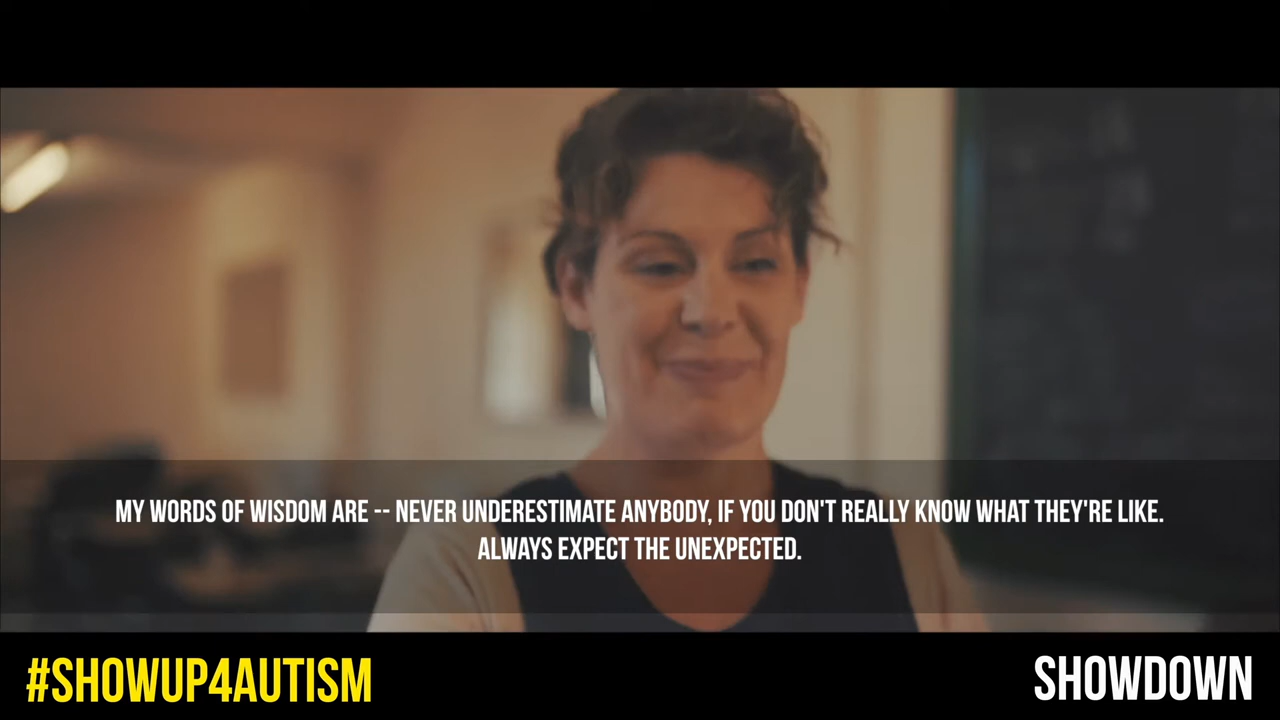 MY WORDS OF WISDOM ARE -- NEVER UNDERESTIMATE ANYBODY, IF YOU DON'T REALLY KNOW WHAT THEY'RE LIKE.
ALWAYS EXPECT THE UNEXPECTED.
#SHOWUP4AUTISM
SHOWDOWN